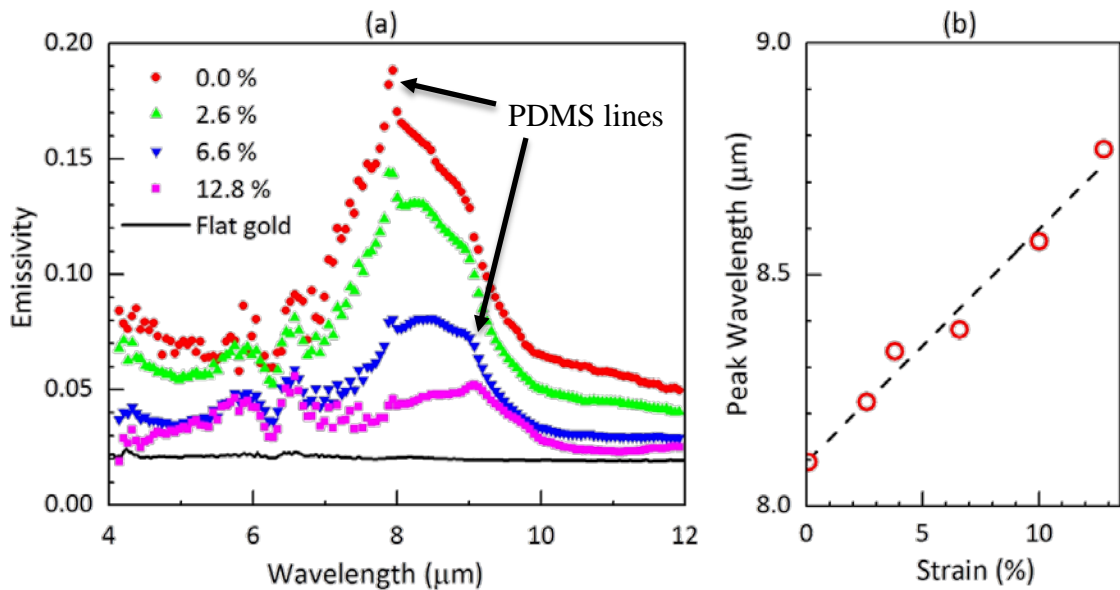 (a)
0.20
0.15
0.10
0.05
0.00
Emissivity
0.0 %
2.6 %
6.6 %
12.8 %
Flat gold
PDMS lines
4
6
8
10
12
Wavelength (μm)
(b)
9.0
8.5
8.0
Peak Wavelength (μm)
0
5
10
Strain (%)